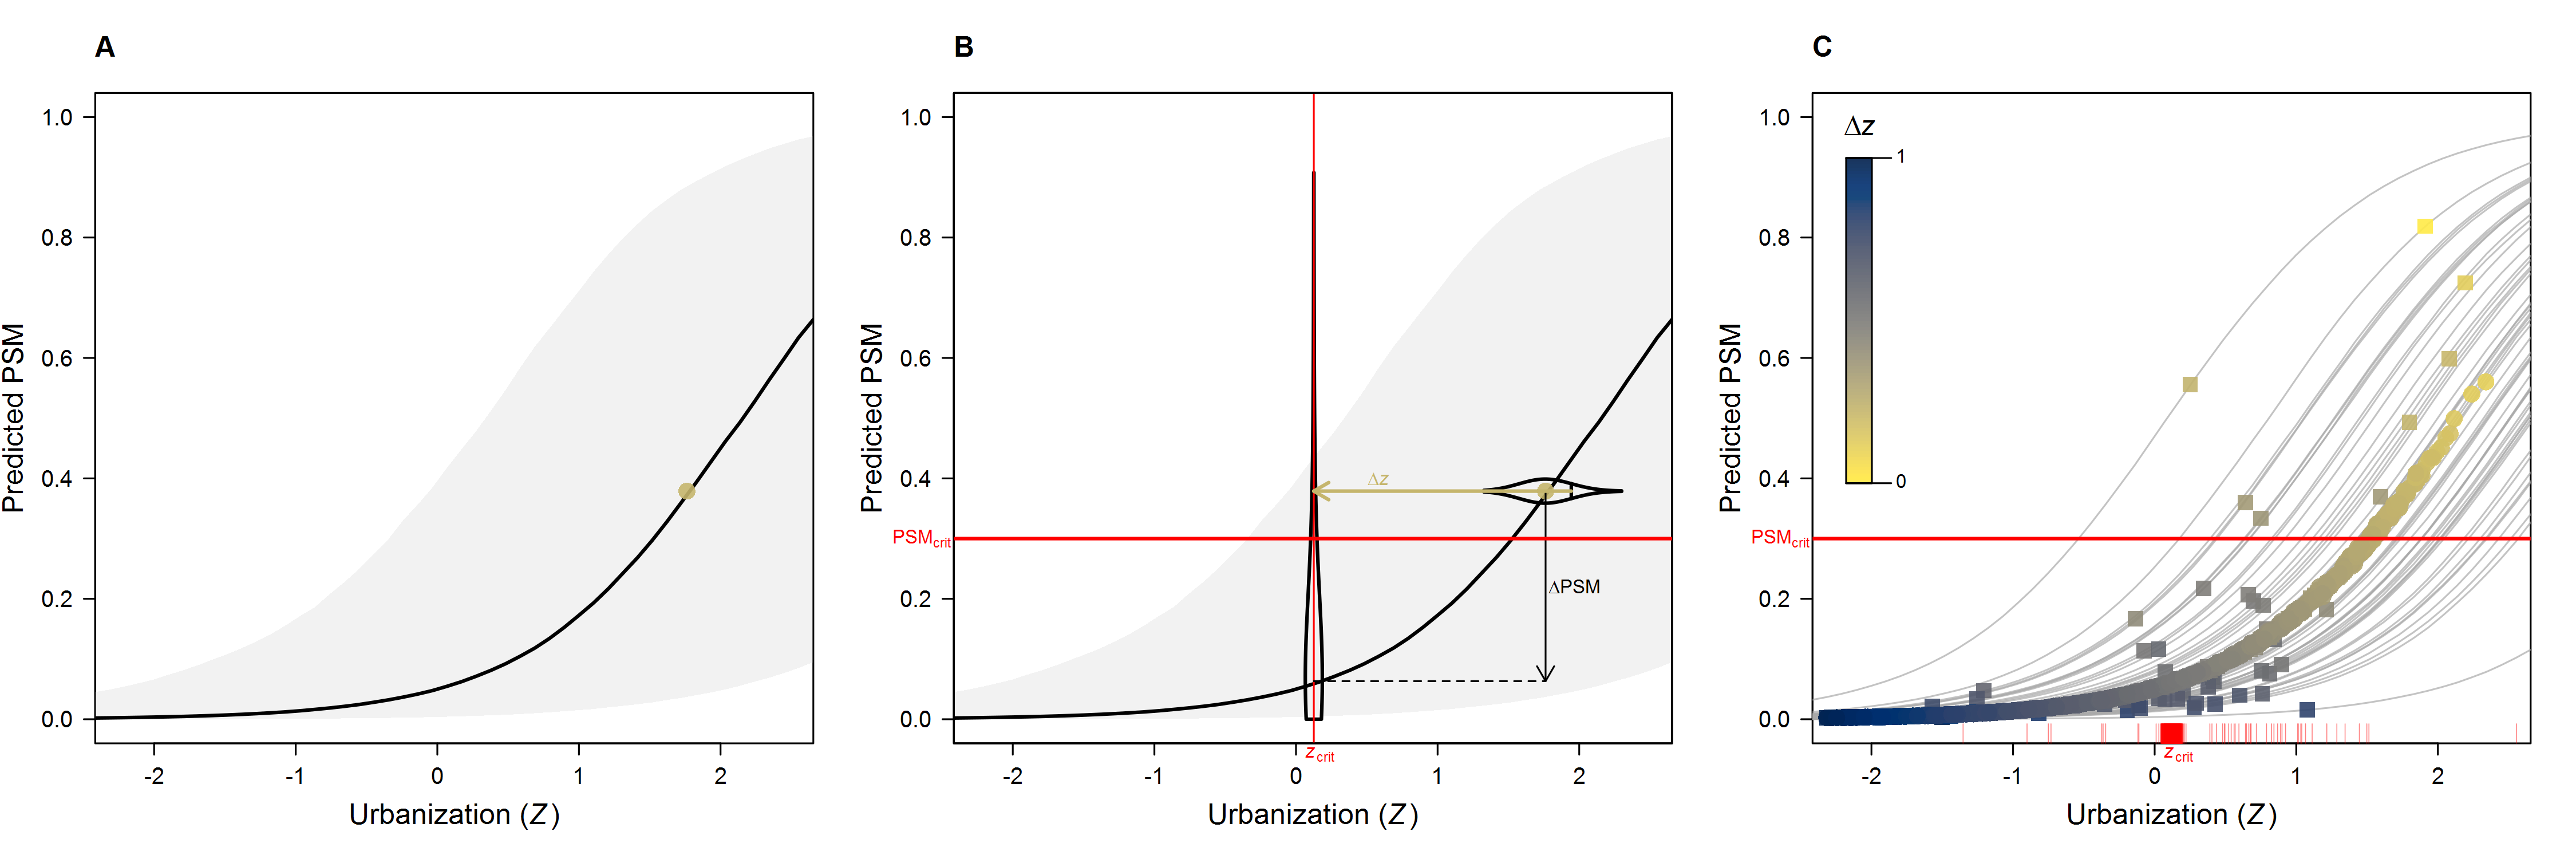 A
1.0
0.8
0.6
0.4
0.2
0.0
Predicted PSM
-2 -1 0 1 2
Urbanization (Z)
B
1.0
0.8
0.6
0.4
0.2
0.0
Predicted PSM
PSMcrit
Δz
ΔPSM
zcrit
-2 -1 0 1 2
Urbanization (Z)
C
1.0
0.8
0.6
0.4
0.2
0.0
Predicted PSM
Δz
1
0
PSMcrit
zcrit
-2 -1 0 1 2
Urbanization (Z)